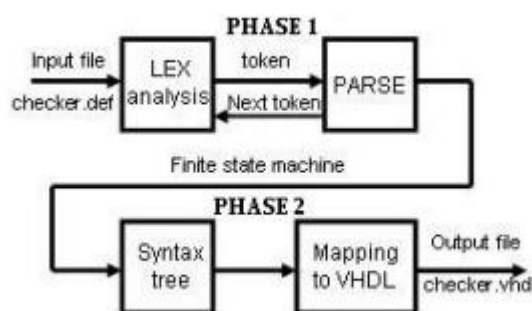 PHASE 1
Input file
checker.def
LEX
analysis
token
Next token
PARSE
Finite state machine
PHASE 2
Syntax
tree
Mapping
to VHDL
Output file
checker.vhd